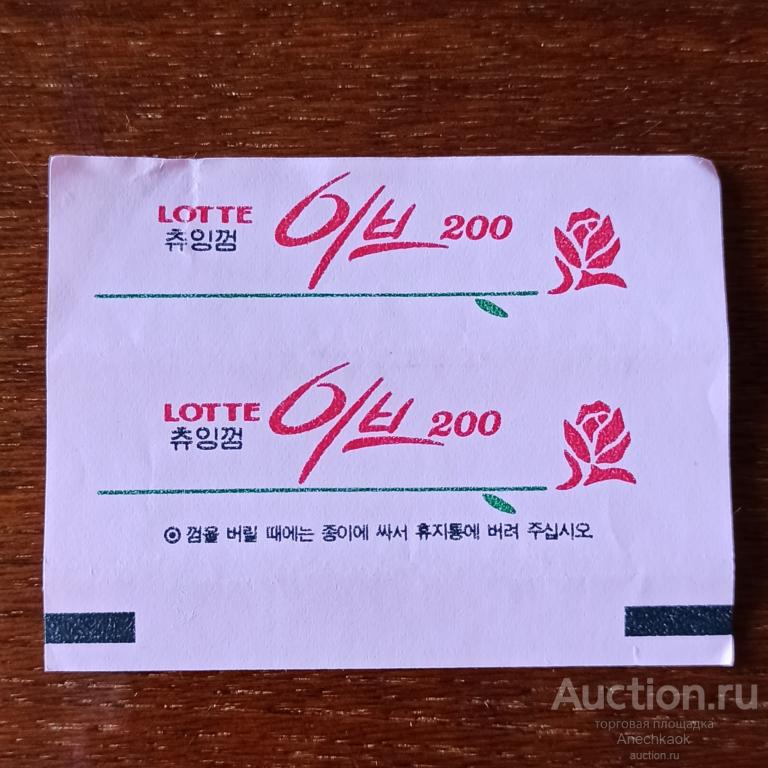 LOTTE 이브 200
츄잉껌
LOTTE 이브 200
츄잉껌
◉ 껌을 버릴 때에는 종이에 싸서 휴지통에 버려 주십시오.
Auction.ru
торговая площадка
Anechkaok
auction.ru